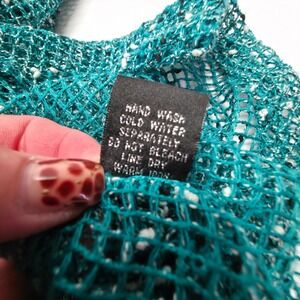 HAND WASH
COLD WATER
SEPARATELY
DO NOT BLEACH
LINE DRY
WARM IRON